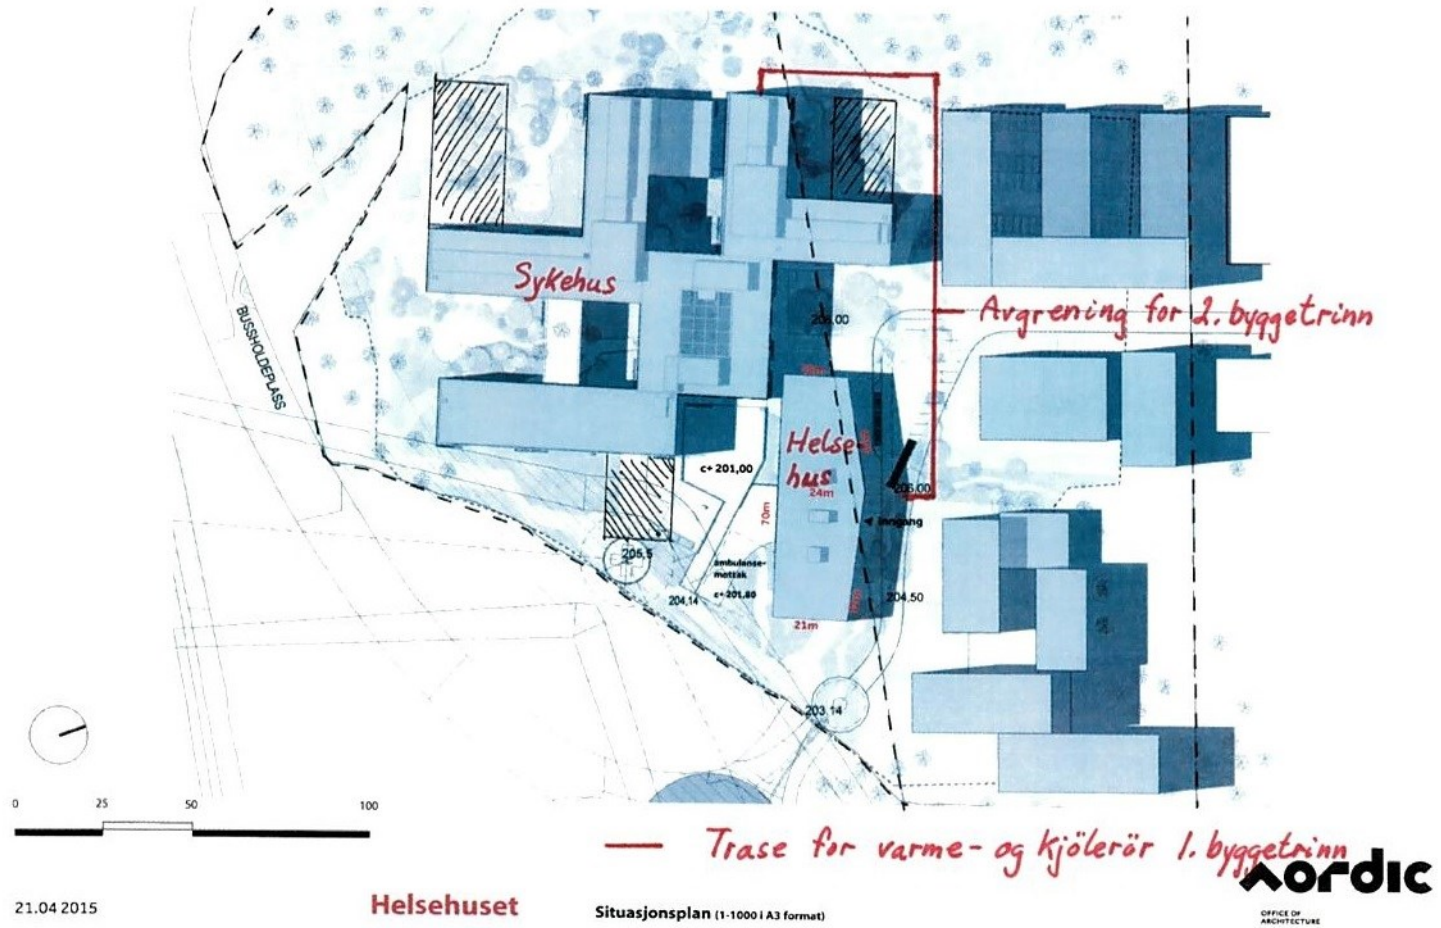 Sykehus
206.00
Avgrening for 2. byggetrinn
BUSSHOLDEPLASS
Helse-
hus
c+ 201,00
24m
206.00
70m
Inngang
205,5
ambulanse-
mottak
c+ 201,80
204,14
204,50
21m
203,14
0 25 50 100
Trase for varme- og kjölerör 1. byggetrinn
nordic
OFFICE OF
ARCHITECTURE
21.04 2015
Helsehuset
Situasjonsplan (1-1000 i A3 format)